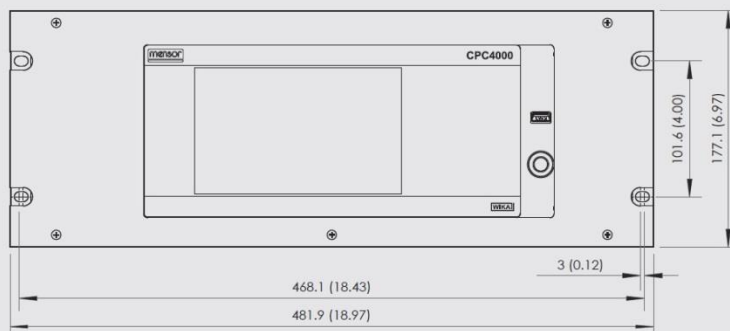 mensor
CPC4000
WIKA
101.6 (4.00)
177.1 (6.97)
3 (0.12)
468.1 (18.43)
481.9 (18.97)